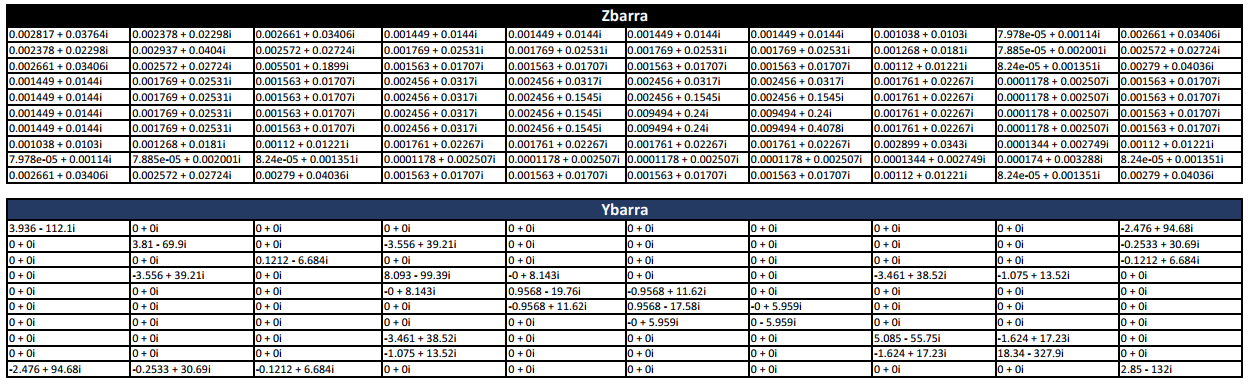 Zbarra
0.002817 + 0.03764i 0.002378 + 0.02298i 0.002661 + 0.03406i 0.001449 + 0.0144i 0.001449 + 0.0144i 0.001449 + 0.0144i 0.001449 + 0.0144i 0.001038 + 0.0103i 7.978e-05 + 0.00114i 0.002661 + 0.03406i
0.002378 + 0.02298i 0.002937 + 0.0404i 0.002572 + 0.02724i 0.001769 + 0.02531i 0.001769 + 0.02531i 0.001769 + 0.02531i 0.001769 + 0.02531i 0.001268 + 0.0181i 7.885e-05 + 0.002001i 0.002572 + 0.02724i
0.002661 + 0.03406i 0.002572 + 0.02724i 0.005501 + 0.1899i 0.001563 + 0.01707i 0.001563 + 0.01707i 0.001563 + 0.01707i 0.001563 + 0.01707i 0.00112 + 0.01221i 8.24e-05 + 0.001351i 0.00279 + 0.04036i
0.001449 + 0.0144i 0.001769 + 0.02531i 0.001563 + 0.01707i 0.002456 + 0.0317i 0.002456 + 0.0317i 0.002456 + 0.0317i 0.002456 + 0.0317i 0.001761 + 0.02267i 0.0001178 + 0.002507i 0.001563 + 0.01707i
0.001449 + 0.0144i 0.001769 + 0.02531i 0.001563 + 0.01707i 0.002456 + 0.0317i 0.002456 + 0.1545i 0.002456 + 0.1545i 0.002456 + 0.1545i 0.001761 + 0.02267i 0.0001178 + 0.002507i 0.001563 + 0.01707i
0.001449 + 0.0144i 0.001769 + 0.02531i 0.001563 + 0.01707i 0.002456 + 0.0317i 0.002456 + 0.1545i 0.009494 + 0.24i 0.009494 + 0.24i 0.001761 + 0.02267i 0.0001178 + 0.002507i 0.001563 + 0.01707i
0.001449 + 0.0144i 0.001769 + 0.02531i 0.001563 + 0.01707i 0.002456 + 0.0317i 0.002456 + 0.1545i 0.009494 + 0.24i 0.009494 + 0.4078i 0.001761 + 0.02267i 0.0001178 + 0.002507i 0.001563 + 0.01707i
0.001038 + 0.0103i 0.001268 + 0.0181i 0.00112 + 0.01221i 0.001761 + 0.02267i 0.001761 + 0.02267i 0.001761 + 0.02267i 0.001761 + 0.02267i 0.002899 + 0.0343i 0.0001344 + 0.002749i 0.00112 + 0.01221i
7.978e-05 + 0.00114i 7.885e-05 + 0.002001i 8.24e-05 + 0.001351i 0.0001178 + 0.002507i 0.0001178 + 0.002507i 0.0001178 + 0.002507i 0.0001178 + 0.002507i 0.0001344 + 0.002749i 0.000174 + 0.003288i 8.24e-05 + 0.001351i
0.002661 + 0.03406i 0.002572 + 0.02724i 0.00279 + 0.04036i 0.001563 + 0.01707i 0.001563 + 0.01707i 0.001563 + 0.01707i 0.001563 + 0.01707i 0.00112 + 0.01221i 8.24e-05 + 0.001351i 0.00279 + 0.04036i
Ybarra
3.936 - 112.1i 0 + 0i 0 + 0i 0 + 0i 0 + 0i 0 + 0i 0 + 0i 0 + 0i 0 + 0i -2.476 + 94.68i
0 + 0i 3.81 - 69.9i 0 + 0i -3.556 + 39.21i 0 + 0i 0 + 0i 0 + 0i 0 + 0i 0 + 0i -0.2533 + 30.69i
0 + 0i 0 + 0i 0.1212 - 6.684i 0 + 0i 0 + 0i 0 + 0i 0 + 0i 0 + 0i 0 + 0i -0.1212 + 6.684i
0 + 0i -3.556 + 39.21i 0 + 0i 8.093 - 99.39i -0 + 8.143i 0 + 0i 0 + 0i -3.461 + 38.52i -1.075 + 13.52i 0 + 0i
0 + 0i 0 + 0i 0 + 0i -0 + 8.143i 0.9568 - 19.76i -0.9568 + 11.62i 0 + 0i 0 + 0i 0 + 0i 0 + 0i
0 + 0i 0 + 0i 0 + 0i 0 + 0i -0.9568 + 11.62i 0.9568 - 17.58i -0 + 5.959i 0 + 0i 0 + 0i 0 + 0i
0 + 0i 0 + 0i 0 + 0i 0 + 0i 0 + 0i -0 + 5.959i 0 - 5.959i 0 + 0i 0 + 0i 0 + 0i
0 + 0i 0 + 0i 0 + 0i -3.461 + 38.52i 0 + 0i 0 + 0i 0 + 0i 5.085 - 55.75i -1.624 + 17.23i 0 + 0i
0 + 0i 0 + 0i 0 + 0i -1.075 + 13.52i 0 + 0i 0 + 0i 0 + 0i -1.624 + 17.23i 18.34 - 327.9i 0 + 0i
-2.476 + 94.68i -0.2533 + 30.69i -0.1212 + 6.684i 0 + 0i 0 + 0i 0 + 0i 0 + 0i 0 + 0i 0 + 0i 2.85 - 132i